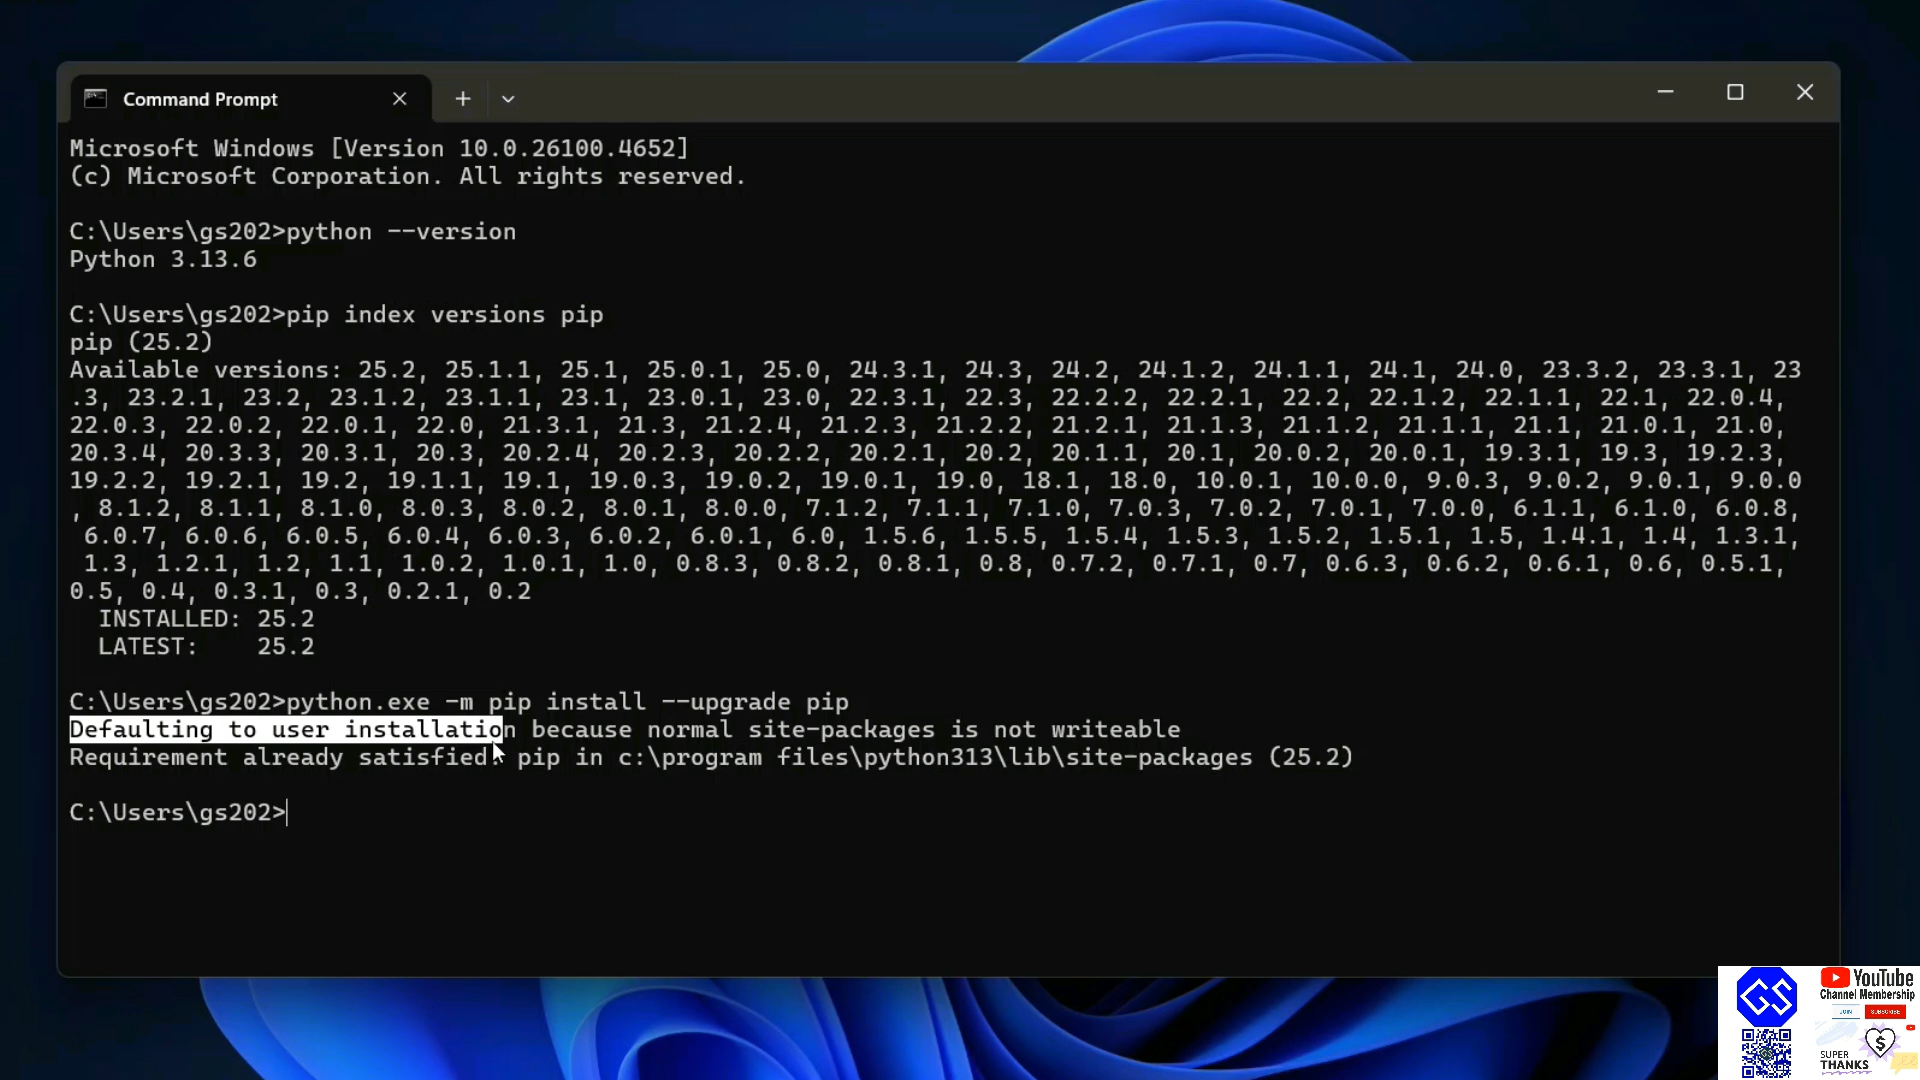 Command Prompt
Microsoft Windows [Version 10.0.26100.4652]
(c) Microsoft Corporation. All rights reserved.
C:\Users\gs202>python --version
Python 3.13.6
C:\Users\gs202>pip index versions pip
pip (25.2)
Available versions: 25.2, 25.1.1, 25.1, 25.0.1, 25.0, 24.3.1, 24.3, 24.2, 24.1.2, 24.1.1, 24.1, 24.0, 23.3.2, 23.3.1, 23
.3, 23.2.1, 23.2, 23.1.2, 23.1.1, 23.1, 23.0.1, 23.0, 22.3.1, 22.3, 22.2.2, 22.2.1, 22.2, 22.1.2, 22.1.1, 22.1, 22.0.4,
22.0.3, 22.0.2, 22.0.1, 22.0, 21.3.1, 21.3, 21.2.4, 21.2.3, 21.2.2, 21.2.1, 21.1.3, 21.1.2, 21.1.1, 21.1, 21.0.1, 21.0,
20.3.4, 20.3.3, 20.3.1, 20.3, 20.2.4, 20.2.3, 20.2.2, 20.2.1, 20.2, 20.1.1, 20.1, 20.0.2, 20.0.1, 19.3.1, 19.3, 19.2.3,
19.2.2, 19.2.1, 19.2, 19.1.1, 19.1, 19.0.3, 19.0.2, 19.0.1, 19.0, 18.1, 18.0, 10.0.1, 10.0.0, 9.0.3, 9.0.2, 9.0.1, 9.0.0
, 8.1.2, 8.1.1, 8.1.0, 8.0.3, 8.0.2, 8.0.1, 8.0.0, 7.1.2, 7.1.1, 7.1.0, 7.0.3, 7.0.2, 7.0.1, 7.0.0, 6.1.1, 6.1.0, 6.0.8,
6.0.7, 6.0.6, 6.0.5, 6.0.4, 6.0.3, 6.0.2, 6.0.1, 6.0, 1.5.6, 1.5.5, 1.5.4, 1.5.3, 1.5.2, 1.5.1, 1.5, 1.4.1, 1.4, 1.3.1,
1.3, 1.2.1, 1.2, 1.1, 1.0.2, 1.0.1, 1.0, 0.8.3, 0.8.2, 0.8.1, 0.8, 0.7.2, 0.7.1, 0.7, 0.6.3, 0.6.2, 0.6.1, 0.6, 0.5.1,
0.5, 0.4, 0.3.1, 0.3, 0.2.1, 0.2
INSTALLED: 25.2
LATEST: 25.2
C:\Users\gs202>python.exe -m pip install --upgrade pip
Defaulting to user installation because normal site-packages is not writeable
Requirement already satisfied: pip in c:\program files\python313\lib\site-packages (25.2)
C:\Users\gs202>
GS
YouTube
Channel Membership
JOIN
SUBSCRIBE
SUPER
THANKS